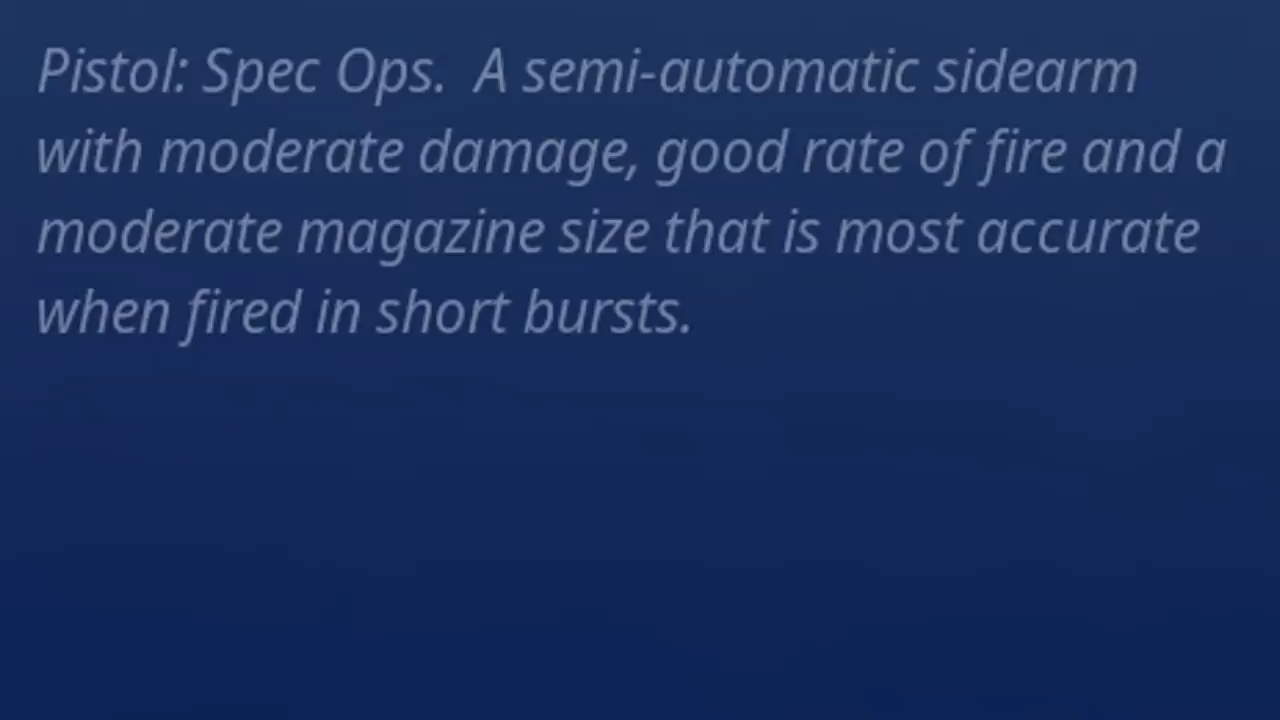 Pistol: Spec Ops.  A semi-automatic sidearm
with moderate damage, good rate of fire and a
moderate magazine size that is most accurate
when fired in short bursts.